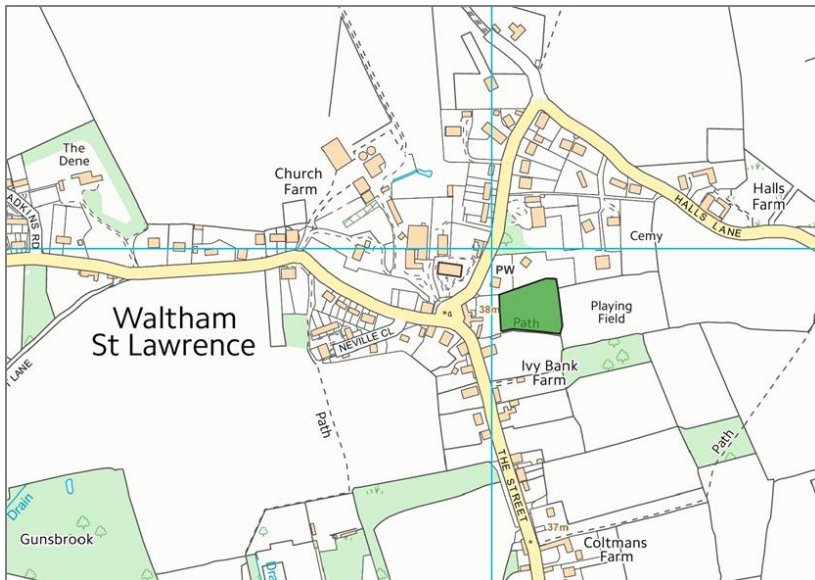 The
Dene
ADKINS RD
Church
Farm
HALLS LANE
Halls
Farm
Cemy
PW
38m
Path
Playing
Field
Waltham
St Lawrence
NEVILLE CL
Ivy Bank
Farm
LANE
Path
THE STREET
Path
Drain
Gunsbrook
37m
Coltmans
Farm